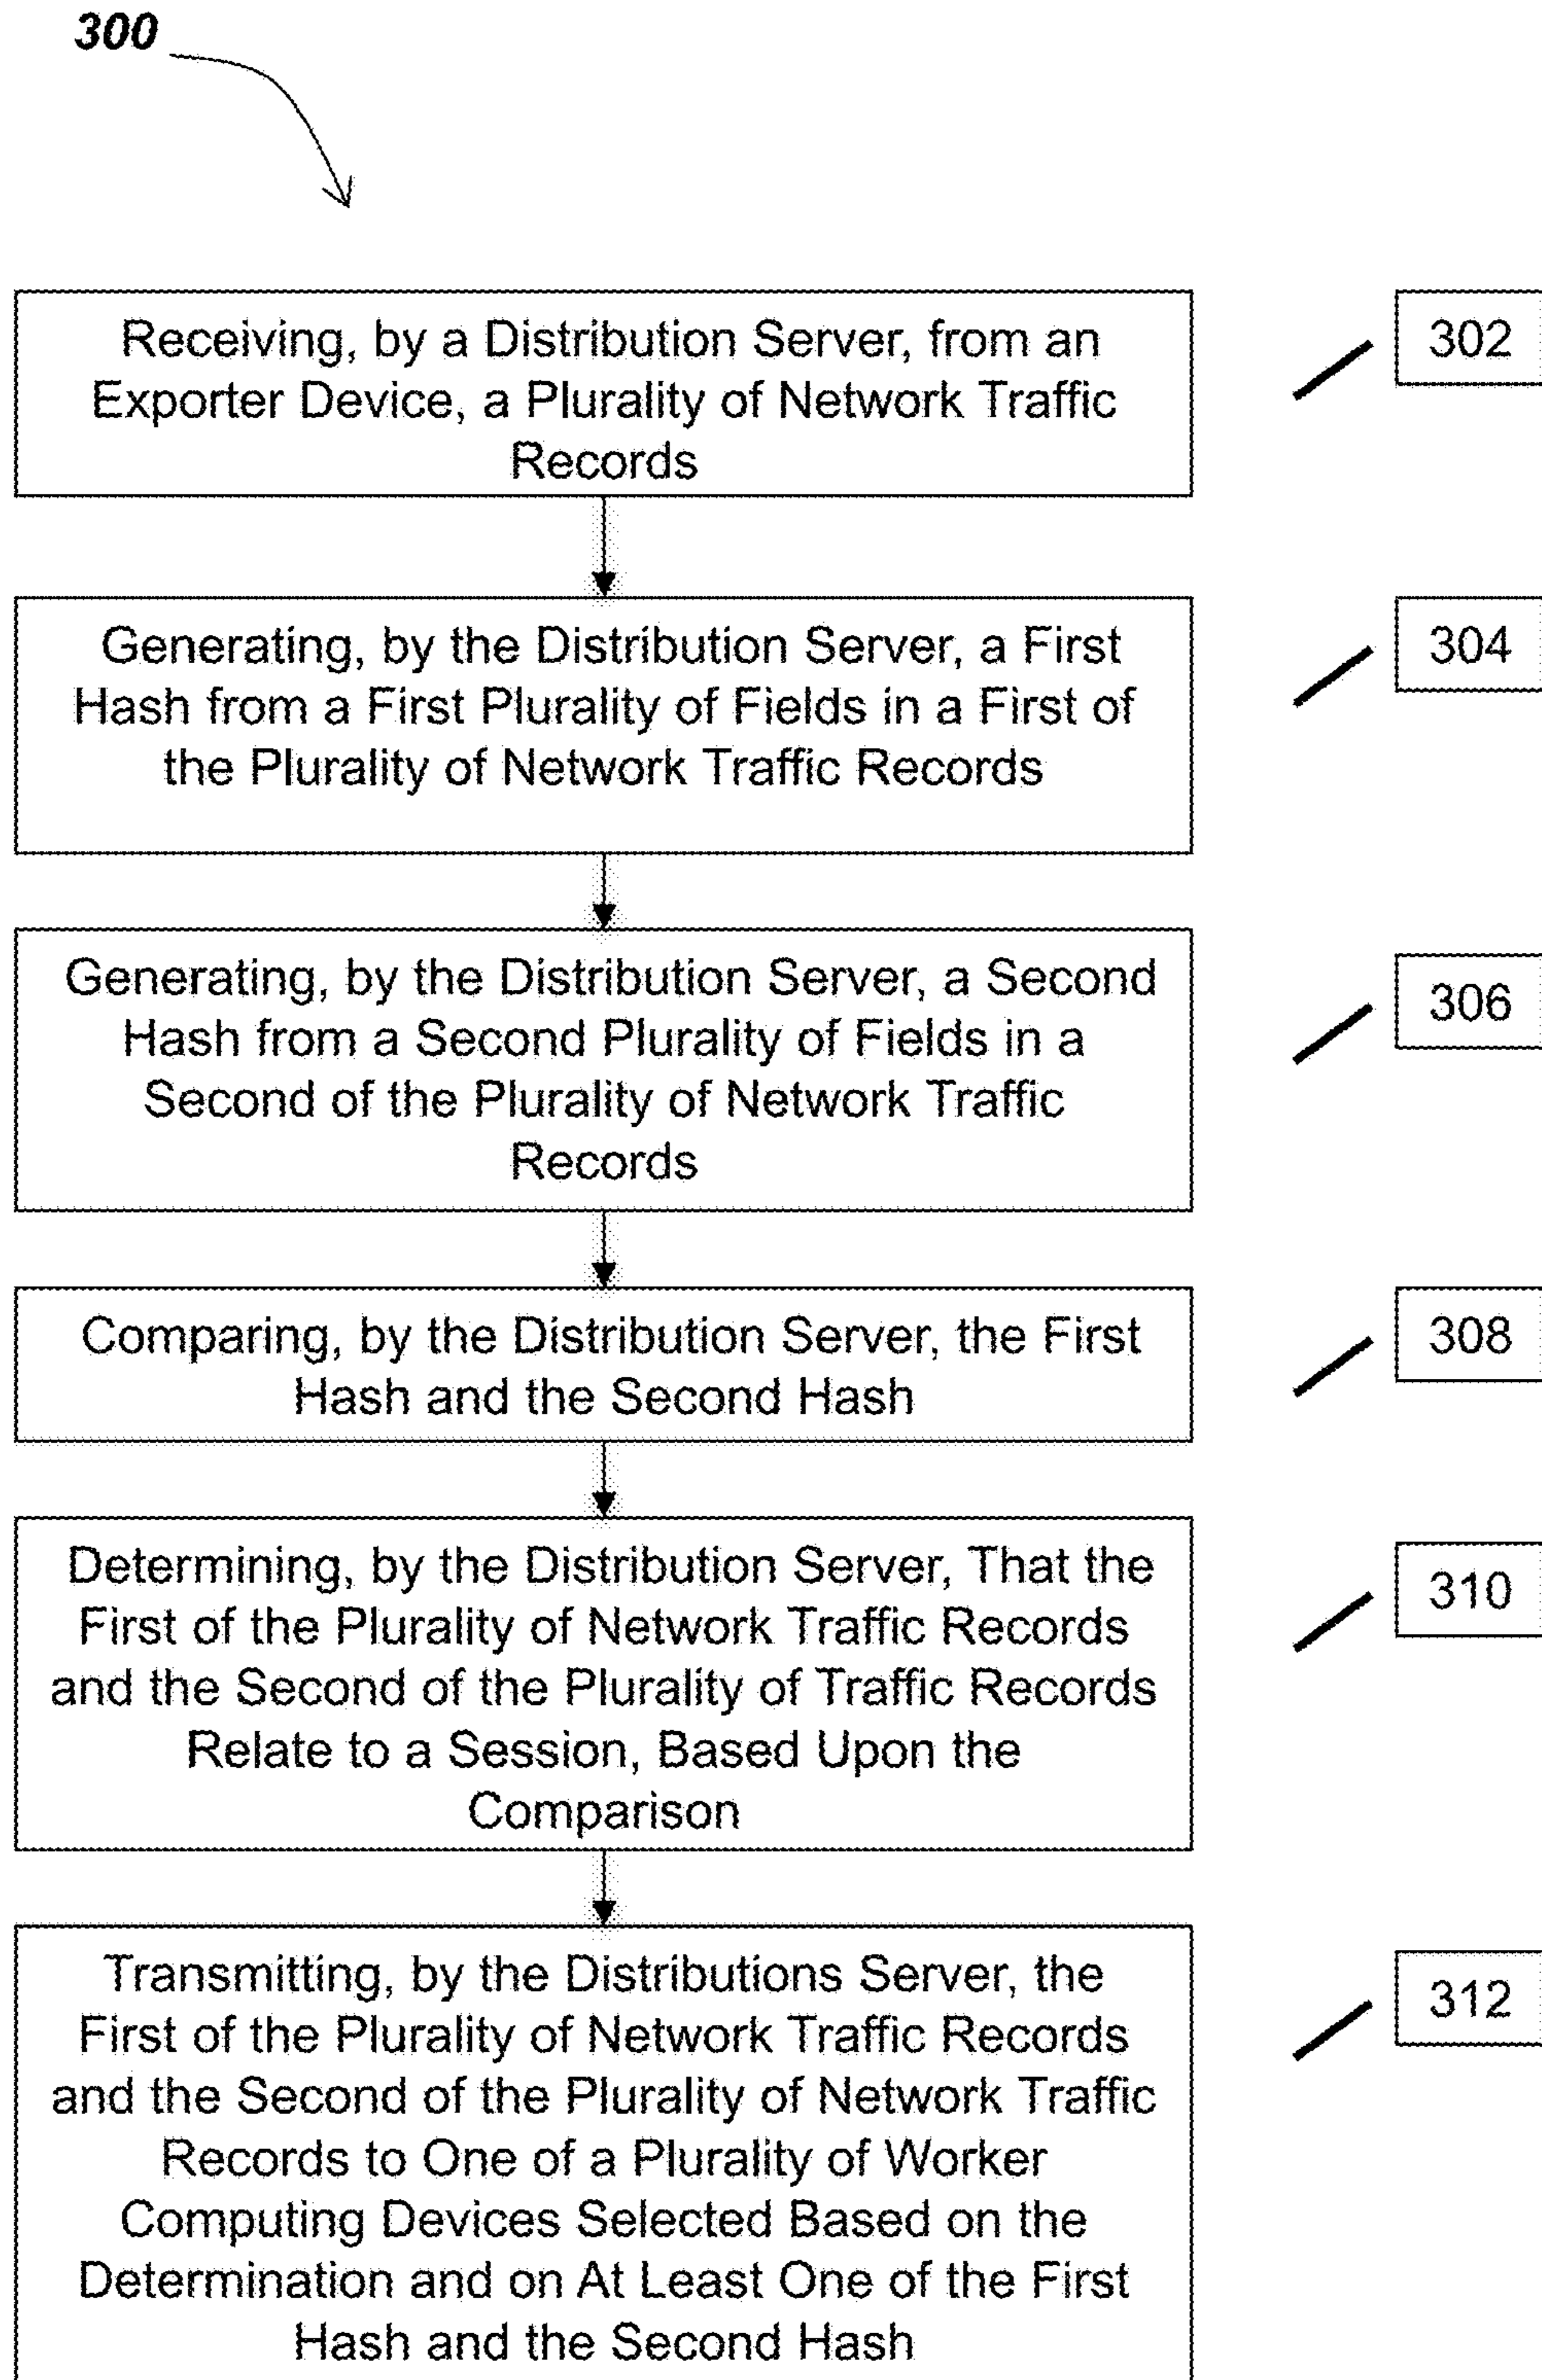 300
Receiving, by a Distribution Server, from an
Exporter Device, a Plurality of Network Traffic
Records
302
Generating, by the Distribution Server, a First
Hash from a First Plurality of Fields in a First of
the Plurality of Network Traffic Records
304
Generating, by the Distribution Server, a Second
Hash from a Second Plurality of Fields in a
Second of the Plurality of Network Traffic
Records
306
Comparing, by the Distribution Server, the First
Hash and the Second Hash
308
Determining, by the Distribution Server, That the
First of the Plurality of Network Traffic Records
and the Second of the Plurality of Traffic Records
Relate to a Session, Based Upon the
Comparison
310
Transmitting, by the Distributions Server, the
First of the Plurality of Network Traffic Records
and the Second of the Plurality of Network Traffic
Records to One of a Plurality of Worker
Computing Devices Selected Based on the
Determination and on At Least One of the First
Hash and the Second Hash
312